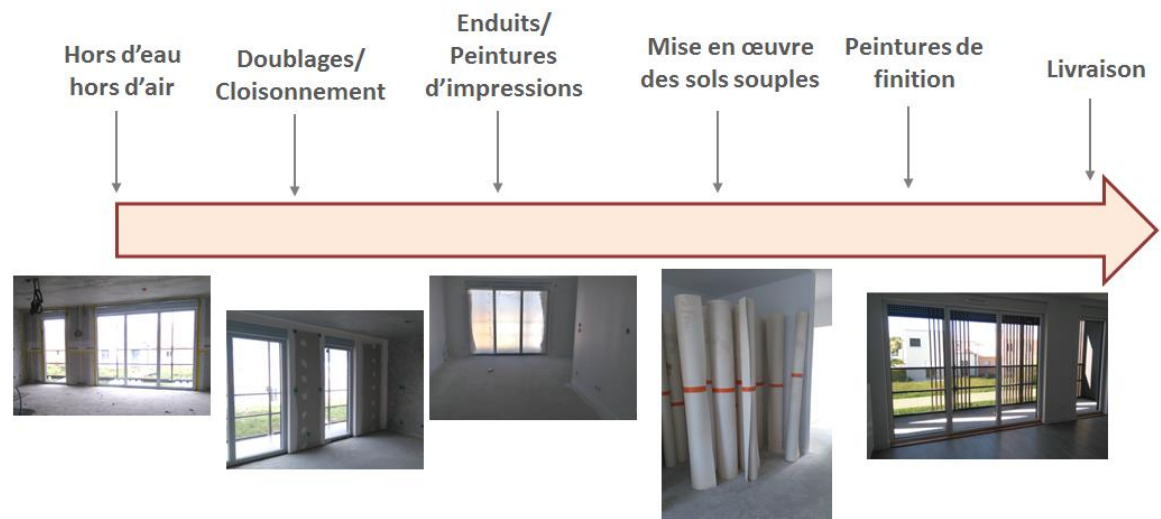 Hors d'eau
hors d'air
Doublages/
Cloisonnement
Enduits/
Peintures
d'impressions
Mise en œuvre
des sols souples
Peintures de
finition
Livraison